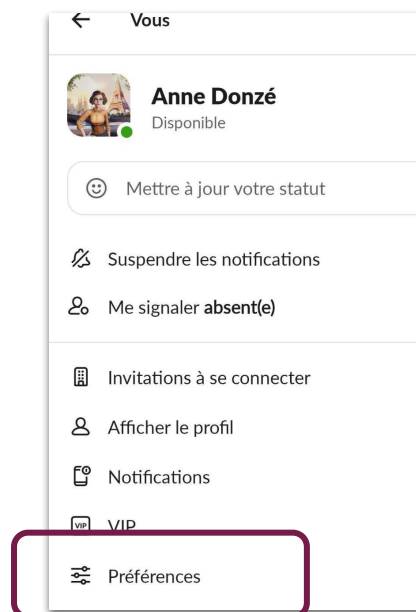 Vous
Anne Donzé
Disponible
Mettre à jour votre statut
Suspendre les notifications
Me signaler absent(e)
Invitations à se connecter
Afficher le profil
Notifications
VIP VIP
Préférences